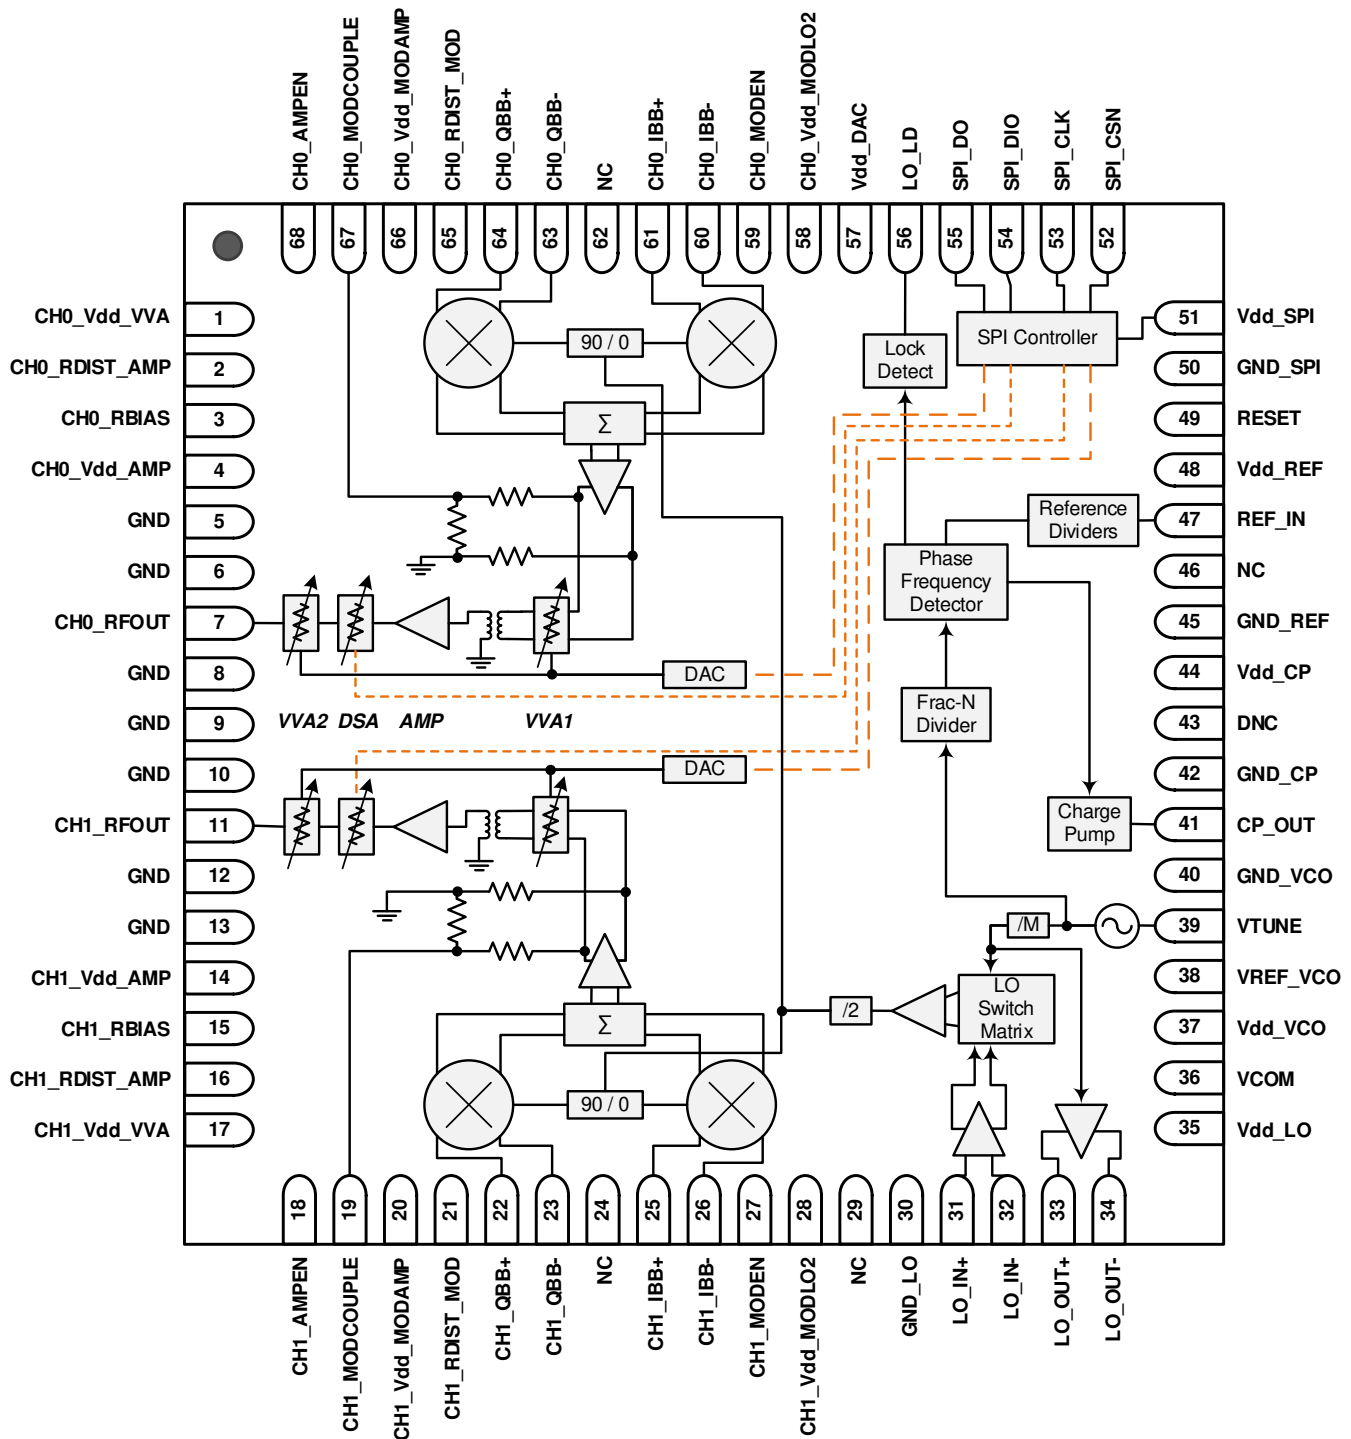 CH0_AMPEN
CH0_MODCOUPLE
CH0_Vdd_MODAMP
CH0_RDIST_MOD
CH0_QBB+
CH0_QBB-
NC
CH0_IBB+
CH0_IBB-
CH0_MODEN
CH0_Vdd_MODLO2
Vdd_DAC
LO_LD
SPI_DO
SPI_DIO
SPI_CLK
SPI_CSN
68
67
66
65
64
63
62
61
60
59
58
57
56
55
54
53
52
CH0_Vdd_VVA 1
CH0_RDIST_AMP 2
CH0_RBIAS 3
CH0_Vdd_AMP 4
GND 5
GND 6
CH0_RFOUT 7
GND 8
GND 9
GND 10
CH1_RFOUT 11
GND 12
GND 13
CH1_Vdd_AMP 14
CH1_RBIAS 15
CH1_RDIST_AMP 16
CH1_Vdd_VVA 17
90 / 0
Σ
Lock
Detect
SPI Controller
Reference
Dividers
Phase
Frequency
Detector
DAC
VVA2 DSA AMP VVA1
Frac-N
Divider
DAC
Charge
Pump
/M
LO
Switch
Matrix
/2
Σ
90 / 0
51 Vdd_SPI
50 GND_SPI
49 RESET
48 Vdd_REF
47 REF_IN
46 NC
45 GND_REF
44 Vdd_CP
43 DNC
42 GND_CP
41 CP_OUT
40 GND_VCO
39 VTUNE
38 VREF_VCO
37 Vdd_VCO
36 VCOM
35 Vdd_LO
18
19
20
21
22
23
24
25
26
27
28
29
30
31
32
33
34
CH1_AMPEN
CH1_MODCOUPLE
CH1_Vdd_MODAMP
CH1_RDIST_MOD
CH1_QBB+
CH1_QBB-
NC
CH1_IBB+
CH1_IBB-
CH1_MODEN
CH1_Vdd_MODLO2
NC
GND_LO
LO_IN+
LO_IN-
LO_OUT+
LO_OUT-